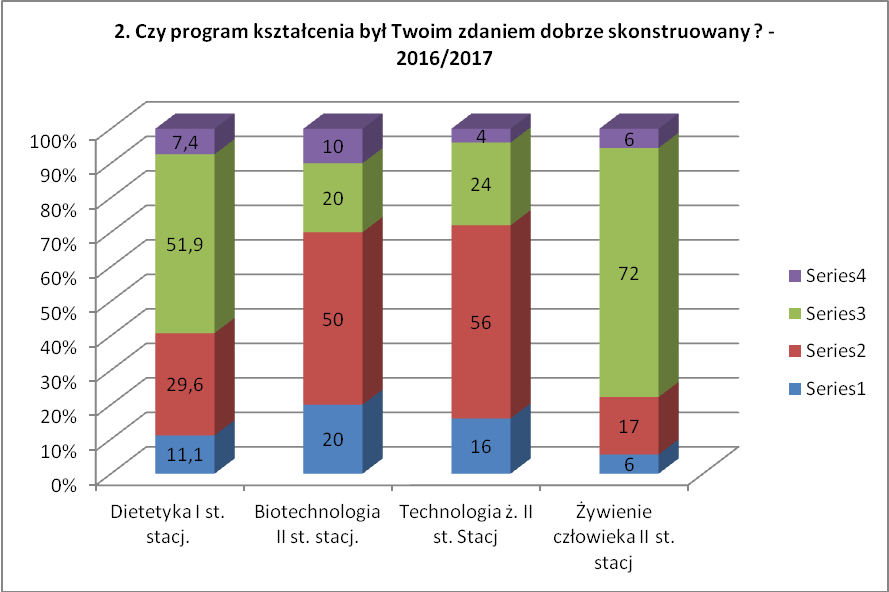 2. Czy program kształcenia był Twoim zdaniem dobrze skonstruowany ? -
2016/2017
100%
90%
80%
70%
60%
50%
40%
30%
20%
10%
0%
7,4
51,9
29,6
11,1
10
20
50
20
4
24
56
16
6
72
17
6
Dietetyka I st.
stacj.
Biotechnologia
II st. stacj.
Technologia ż. II
st. Stacj
Żywienie
człowieka II st.
stacj
Series4
Series3
Series2
Series1